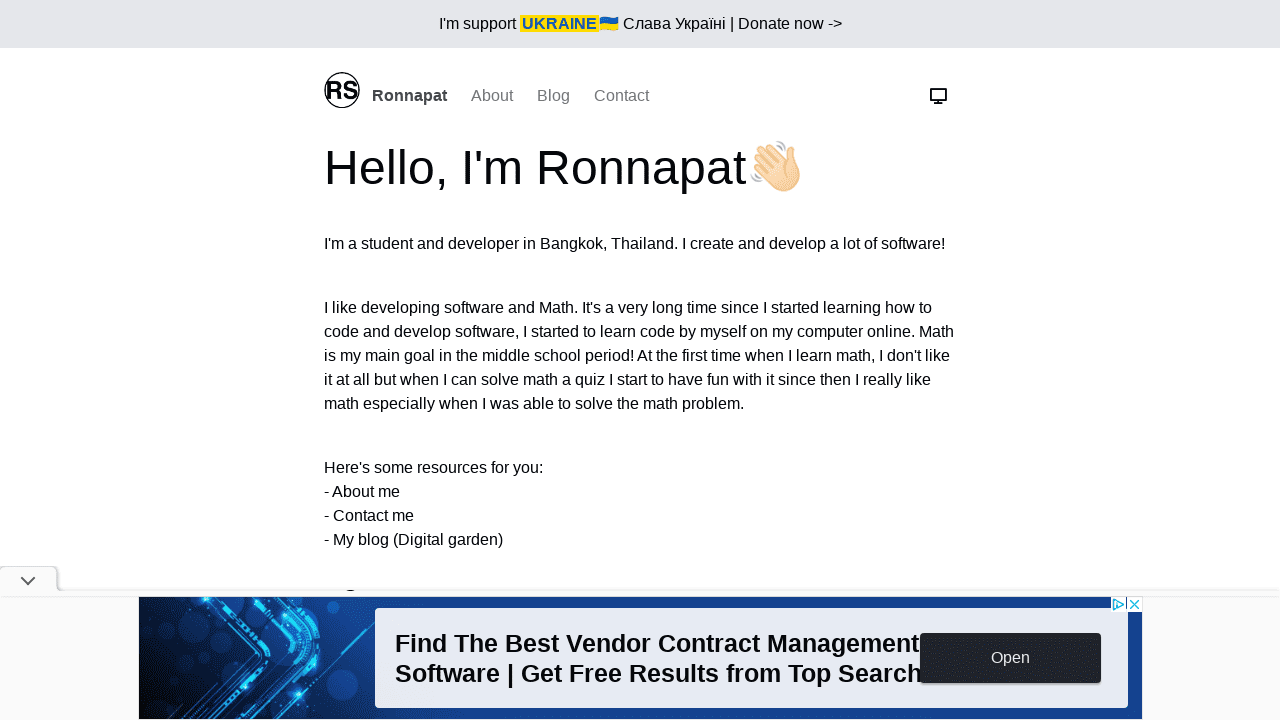 I'm support UKRAINE🇺🇦 Слава Україні | Donate now ->
RS Ronnapat About Blog Contact
Hello, I'm Ronnapat👋🏻
I'm a student and developer in Bangkok, Thailand. I create and develop a lot of software!
I like developing software and Math. It's a very long time since I started learning how to
code and develop software, I started to learn code by myself on my computer online. Math
is my main goal in the middle school period! At the first time when I learn math, I don't like
it at all but when I can solve math a quiz I start to have fun with it since then I really like
math especially when I was able to solve the math problem.
Here's some resources for you:
- About me
- Contact me
- My blog (Digital garden)
Find The Best Vendor Contract Management
Software | Get Free Results from Top Search
Open